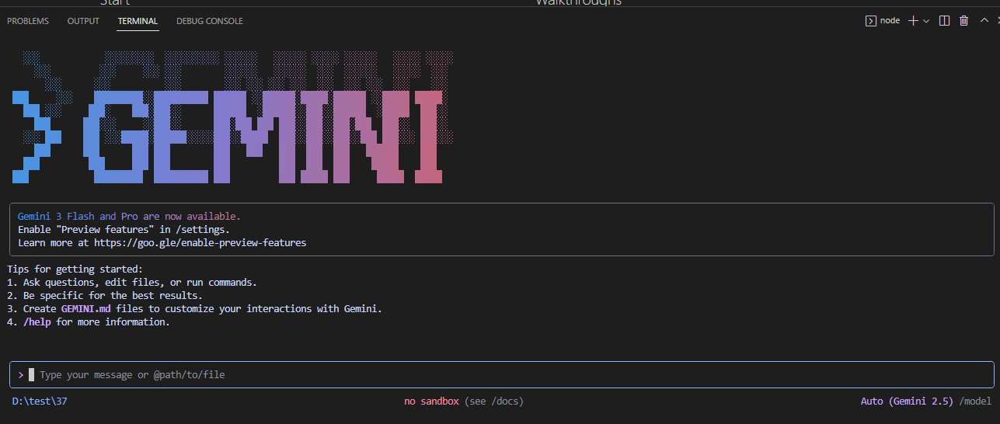 Start
Walkthroughs
PROBLEMS OUTPUT TERMINAL DEBUG CONSOLE node
GEMINI
Gemini 3 Flash and Pro are now available.
Enable "Preview features" in /settings.
Learn more at https://goo.gle/enable-preview-features
Tips for getting started:
1. Ask questions, edit files, or run commands.
2. Be specific for the best results.
3. Create GEMINI.md files to customize your interactions with Gemini.
4. /help for more information.
> Type your message or @path/to/file
D:\test\37 no sandbox (see /docs) Auto (Gemini 2.5) /model